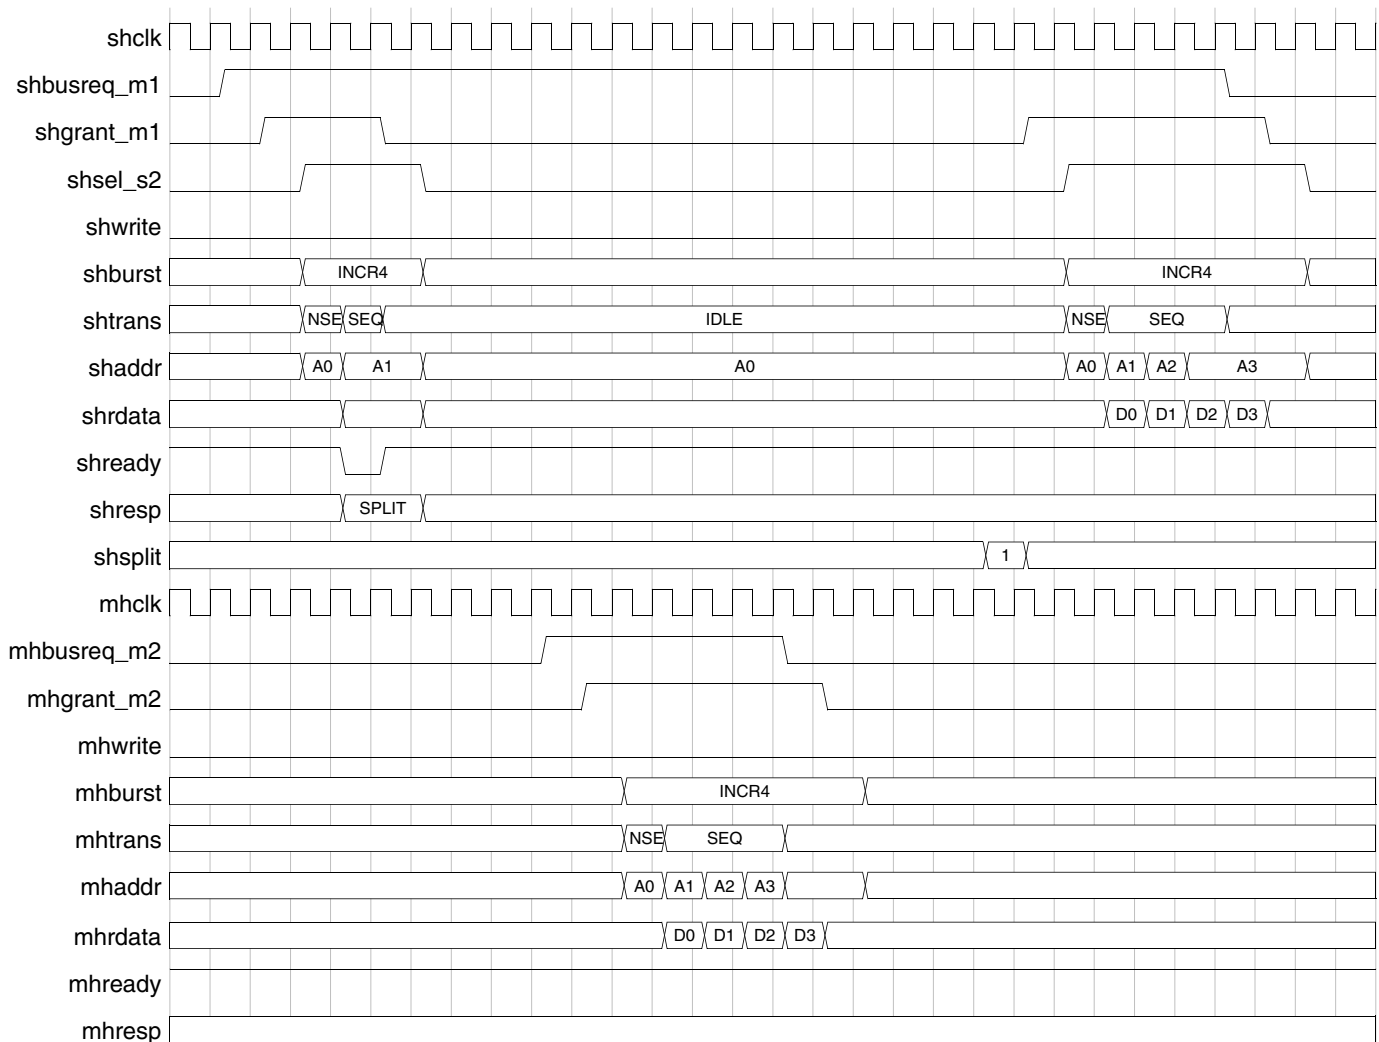 shclk
shbusreq_m1
shgrant_m1
shsel_s2
shwrite
shburst INCR4 INCR4
shtrans NSE SEQ IDLE NSE SEQ
shaddr A0 A1 A0 A0 A1 A2 A3
shrdata D0 D1 D2 D3
shready
shresp SPLIT
shsplit 1
mhclk
mhbusreq_m2
mhgrant_m2
mhwrite
mhburst INCR4
mhtrans NSE SEQ
mhaddr A0 A1 A2 A3
mhrdata D0 D1 D2 D3
mhready
mhresp